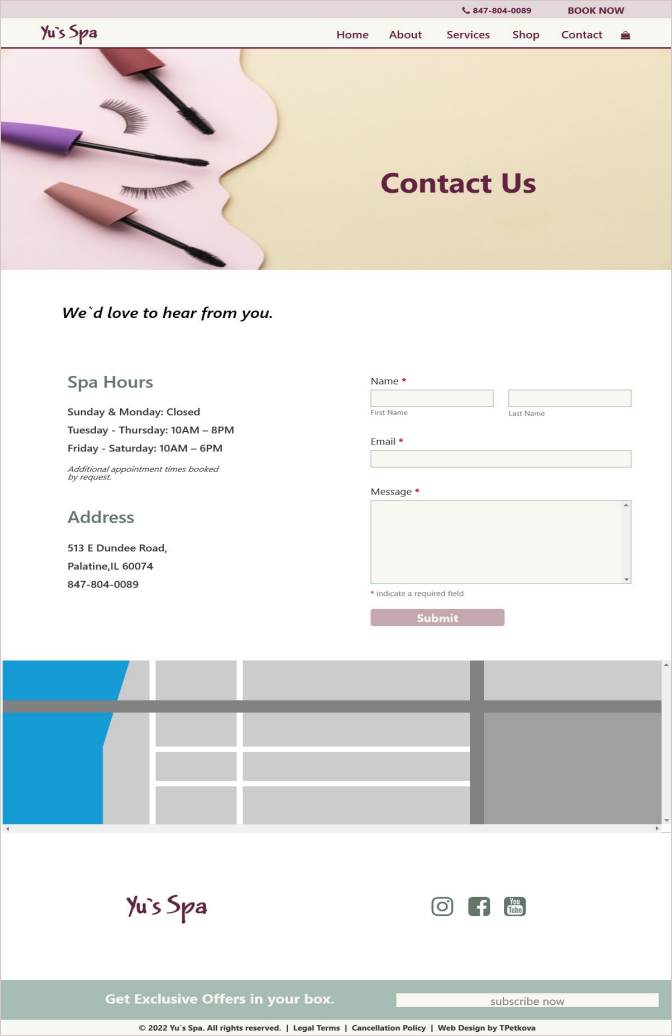 847-804-0089 BOOK NOW
Yu`s Spa Home About Services Shop Contact
Contact Us
We`d love to hear from you.
Spa Hours
Sunday & Monday: Closed
Tuesday - Thursday: 10AM – 8PM
Friday - Saturday: 10AM – 6PM
Additional appointment times booked
by request.
Address
513 E Dundee Road,
Palatine,IL 60074
847-804-0089
Name *
First Name Last Name
Email *
Message *
* indicate a required field
Submit
Yu`s Spa
You
Tube
Get Exclusive Offers in your box. subscribe now
© 2022 Yu`s Spa. All rights reserved. | Legal Terms | Cancellation Policy | Web Design by TPetkova